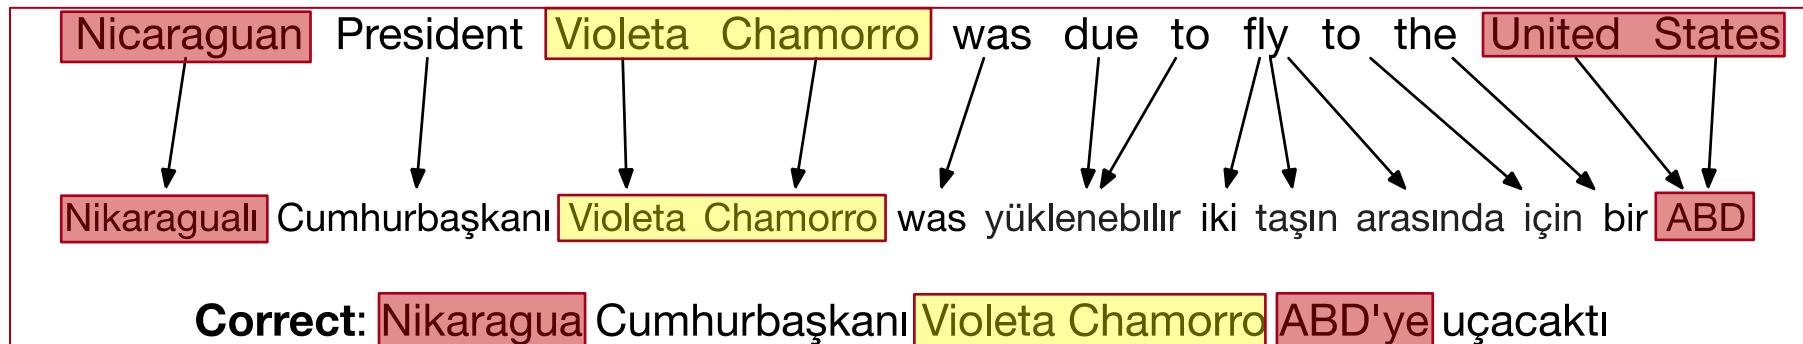 Nicaraguan President Violeta Chamorro was due to fly to the United States
Nikaragualı Cumhurbaşkanı Violeta Chamorro was yüklenebılır iki taşın arasında için bir ABD
Correct: Nikaragua Cumhurbaşkanı Violeta Chamorro ABD'ye uçacaktı